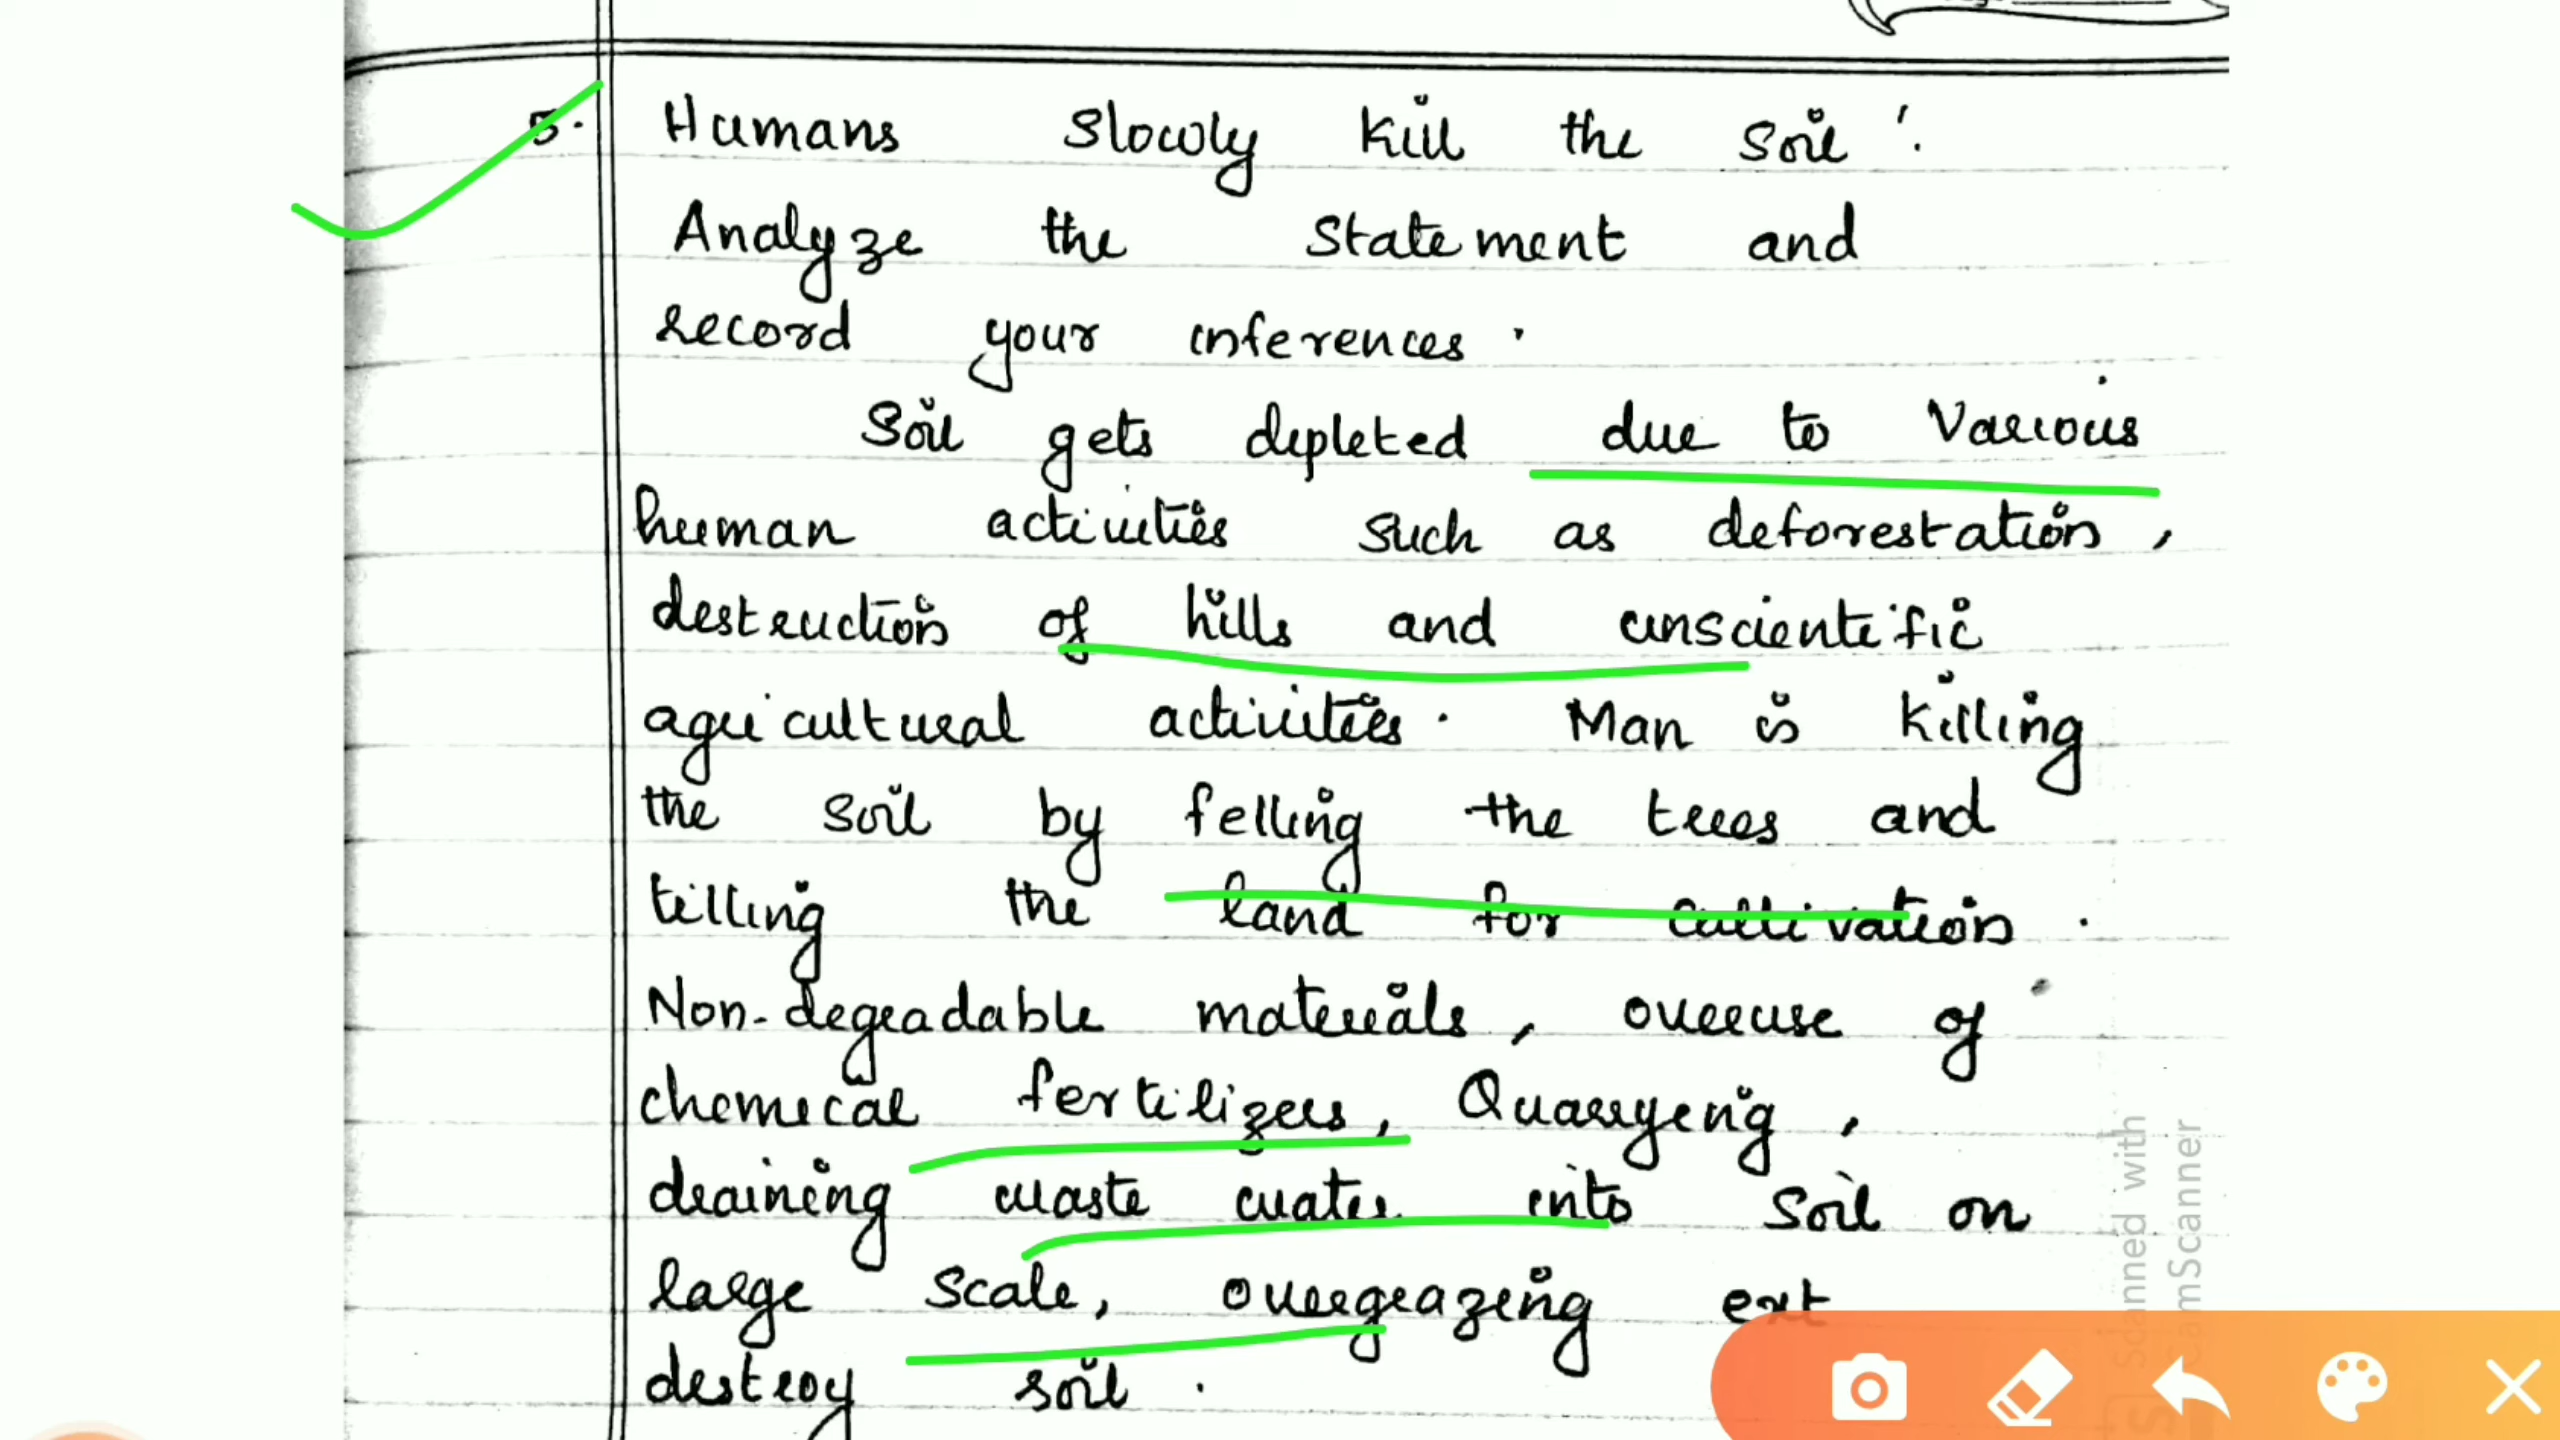 5. Humans slowly kill the soil'.
Analyze the statement and
record your inferences.
Soil gets depleted due to various
human activities such as deforestation,
destruction of hills and unscientific
agricultural activities. Man is killing
the soil by felling the trees and
tilling the land for cultivation.
Non-degradable materials, overuse of
chemical fertilizers, Quarrying,
draining waste water into soil on
large scale, overgrazing ext
destroy soil.
Scanned with
CamScanner